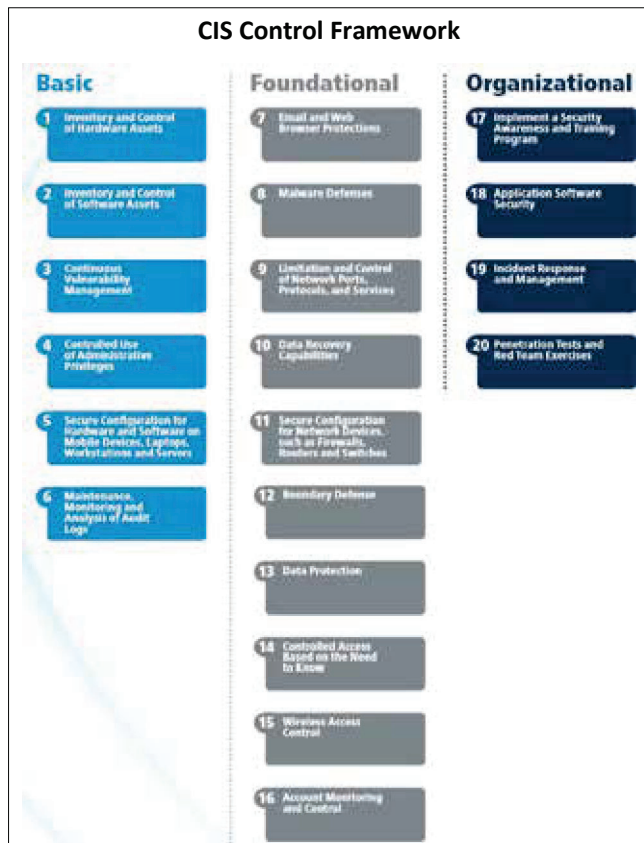 CIS Control Framework
Basic
1 Inventory and Control
of Hardware Assets
2 Inventory and Control
of Software Assets
3 Continuous
Vulnerability
Management
4 Controlled Use
of Administrative
Privileges
5 Secure Configuration for
Hardware and Software on
Mobile Devices, Laptops,
Workstations and Servers
6 Maintenance,
Monitoring and
Analysis of Audit
Logs
Foundational
7 Email and Web
Browser Protections
8 Malware Defenses
9 Limitation and Control
of Network Ports,
Protocols, and Services
10 Data Recovery
Capabilities
11 Secure Configuration
for Network Devices,
such as Firewalls,
Routers and Switches
12 Boundary Defense
13 Data Protection
14 Controlled Access
Based on the Need
to Know
15 Wireless Access
Control
16 Account Monitoring
and Control
Organizational
17 Implement a Security
Awareness and Training
Program
18 Application Software
Security
19 Incident Response
and Management
20 Penetration Tests and
Red Team Exercises